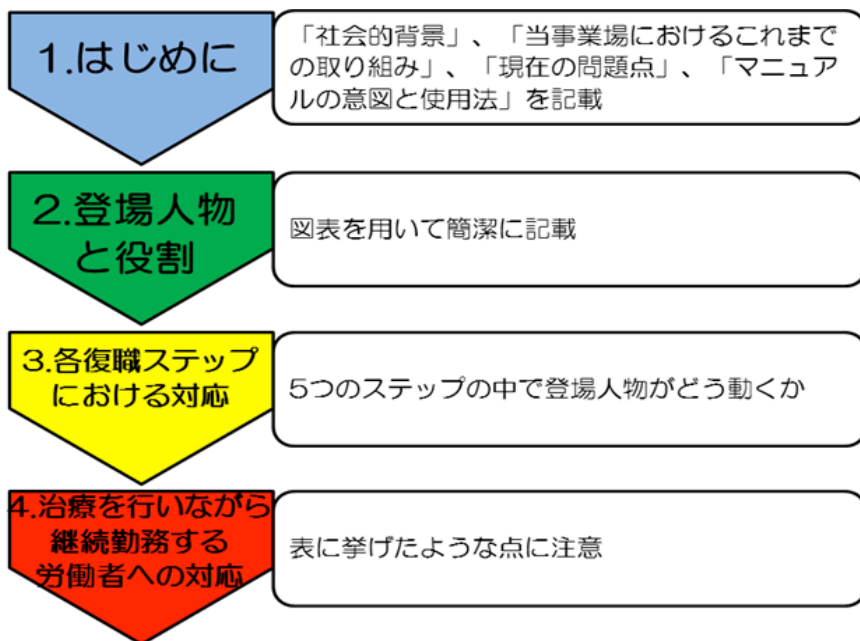 1.はじめに
「社会的背景」、「当事業場におけるこれまで
の取り組み」、「現在の問題点」、「マニュア
ルの意図と使用法」を記載
2.登場人物
と役割
図表を用いて簡潔に記載
3.各復職ステップ
における対応
5つのステップの中で登場人物がどう動くか
4.治療を行いながら
継続勤務する
労働者への対応
表に挙げたような点に注意